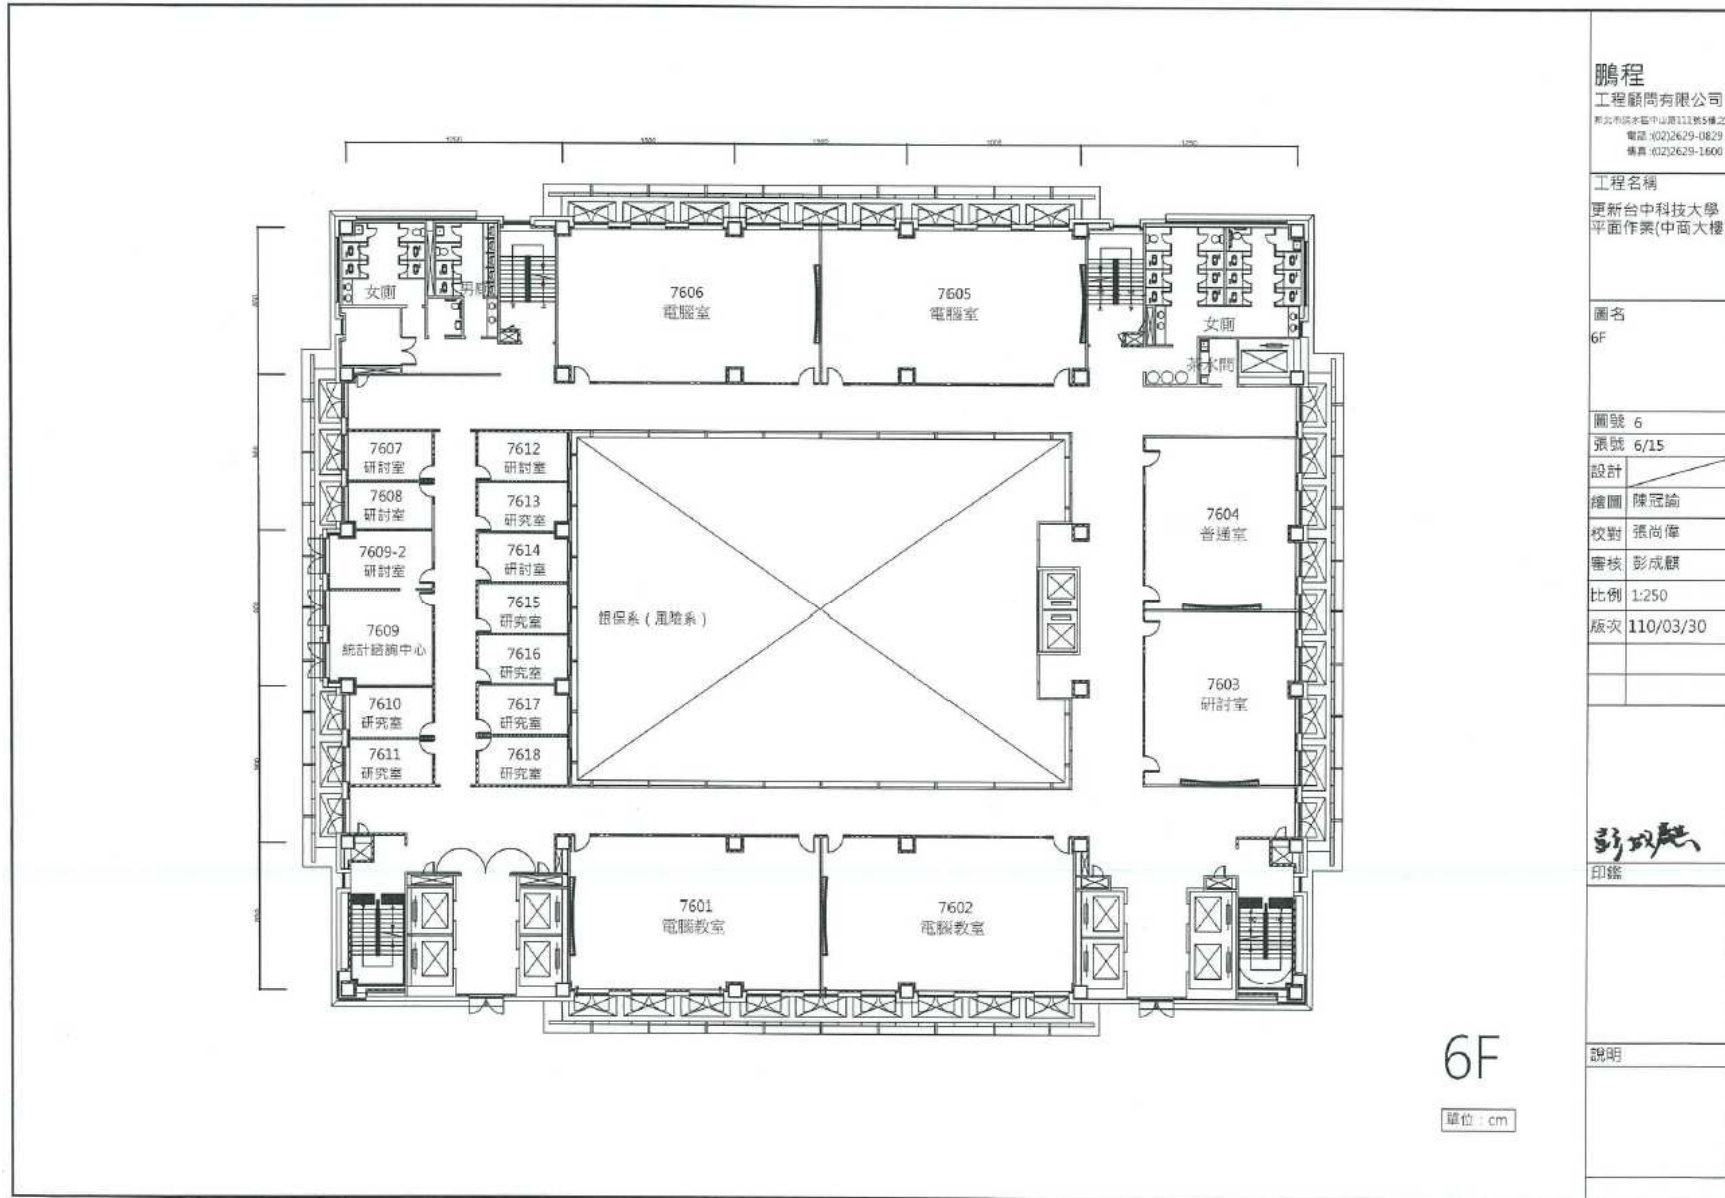 鵬程
工程顧問有限公司
電話:(02)2629-0829
傳真:(02)2629-1600
工程名稱
更新台中科技大學
平面作業(中商大樓
圖名
6F
圖號 6
張號 6/15
設計
繪圖 陳冠諭
校對 張尚偉
審核 彭成麒
比例 1:250
版次 110/03/30
彭成麒
印鑑
說明
1250
1000
1000
1250
女廁
男廁
7606
電腦室
7605
電腦室
女廁
茶水間
7607
研討室
7612
研討室
7608
研討室
7613
研究室
7604
普通室
7609-2
研討室
7614
研討室
7615
研究室
銀保系(風險系)
7609
統計諮詢中心
7616
研究室
7603
研討室
7610
研究室
7617
研究室
7611
研究室
7618
研究室
7601
電腦教室
7602
電腦教室
6F
單位:cm